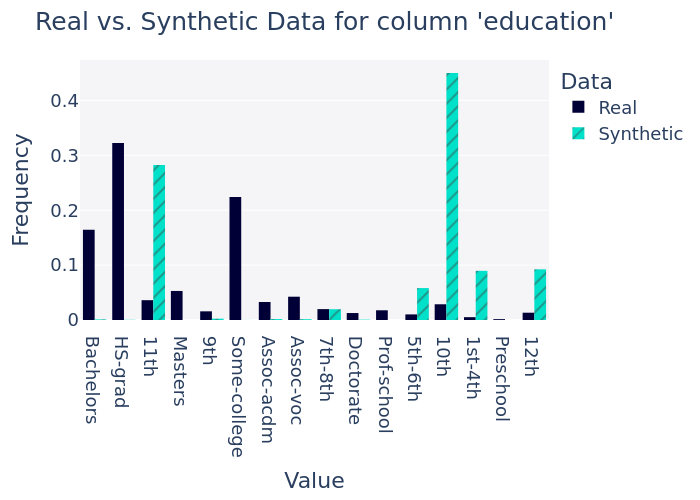 Real vs. Synthetic Data for column 'education'
Data
Real
Synthetic
Frequency
0.4
0.3
0.2
0.1
0
Bachelors
HS-grad
11th
Masters
9th
Some-college
Assoc-acdm
Assoc-voc
7th-8th
Doctorate
Prof-school
5th-6th
10th
1st-4th
Preschool
12th
Value